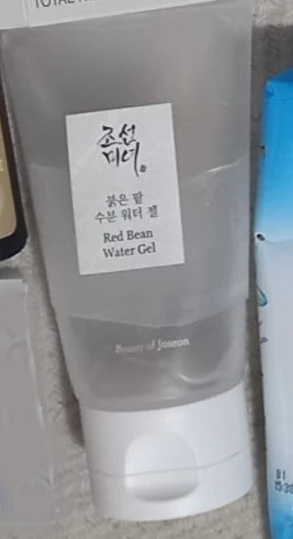 TOTAL
조선
미녀
붉은 팥
수분 워터 젤
Red Bean
Water Gel
Beauty of Joseon